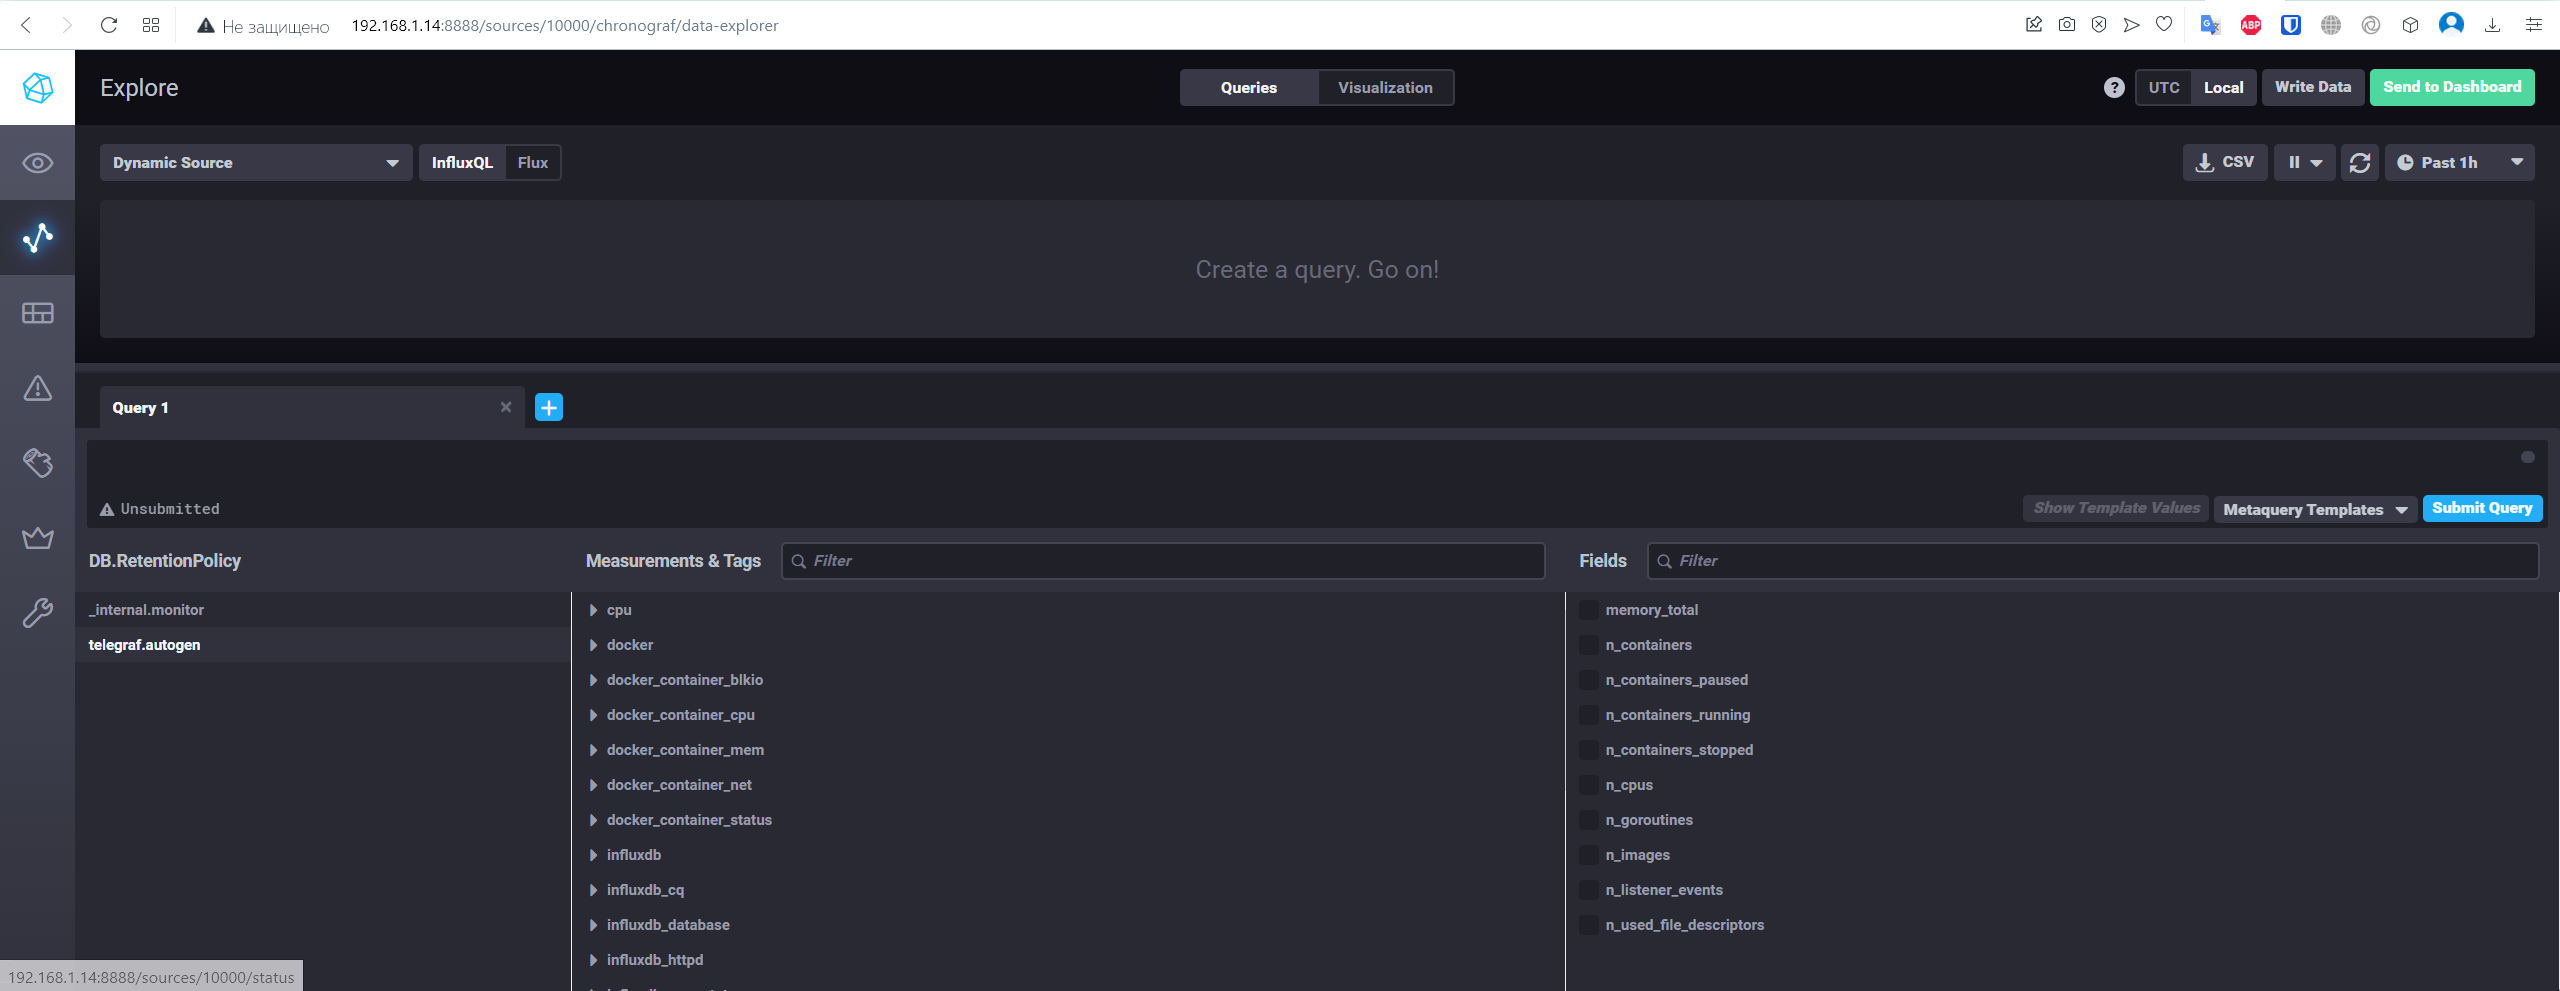 Не защищено 192.168.1.14:8888/sources/10000/chronograf/data-explorer
ABP
Explore
Queries Visualization
? UTC Local Write Data Send to Dashboard
Dynamic Source InfluxQL Flux
CSV Past 1h
Create a query. Go on!
Query 1
Unsubmitted
Show Template Values Metaquery Templates Submit Query
DB.RetentionPolicy
_internal.monitor
telegraf.autogen
Measurements & Tags Filter
cpu
docker
docker_container_blkio
docker_container_cpu
docker_container_mem
docker_container_net
docker_container_status
influxdb
influxdb_cq
influxdb_database
influxdb_httpd
Fields Filter
memory_total
n_containers
n_containers_paused
n_containers_running
n_containers_stopped
n_cpus
n_goroutines
n_images
n_listener_events
n_used_file_descriptors
192.168.1.14:8888/sources/10000/status